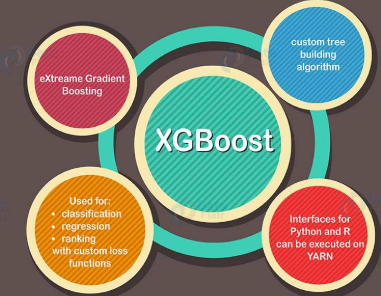 eXtreame Gradient
Boosting
custom tree
building
algorithm
XGBoost
Used for:
• classification
• regression
• ranking
with custom loss
functions
Interfaces for
Python and R
can be executed on
YARN